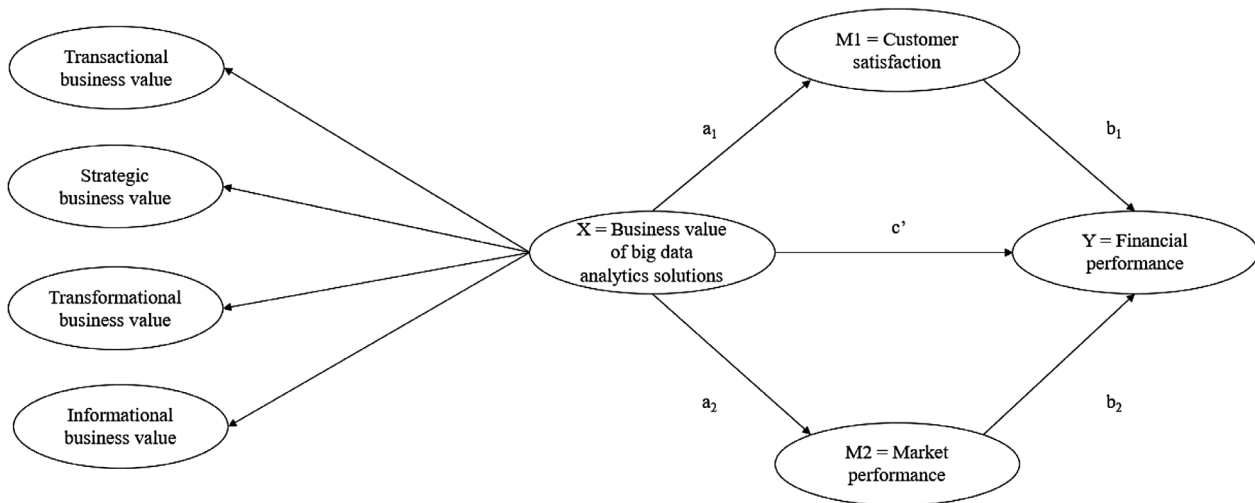 Transactional
business value
Strategic
business value
Transformational
business value
Informational
business value
X = Business value
of big data
analytics solutions
M1 = Customer
satisfaction
a₁
b₁
c’
Y = Financial
performance
a₂
b₂
M2 = Market
performance